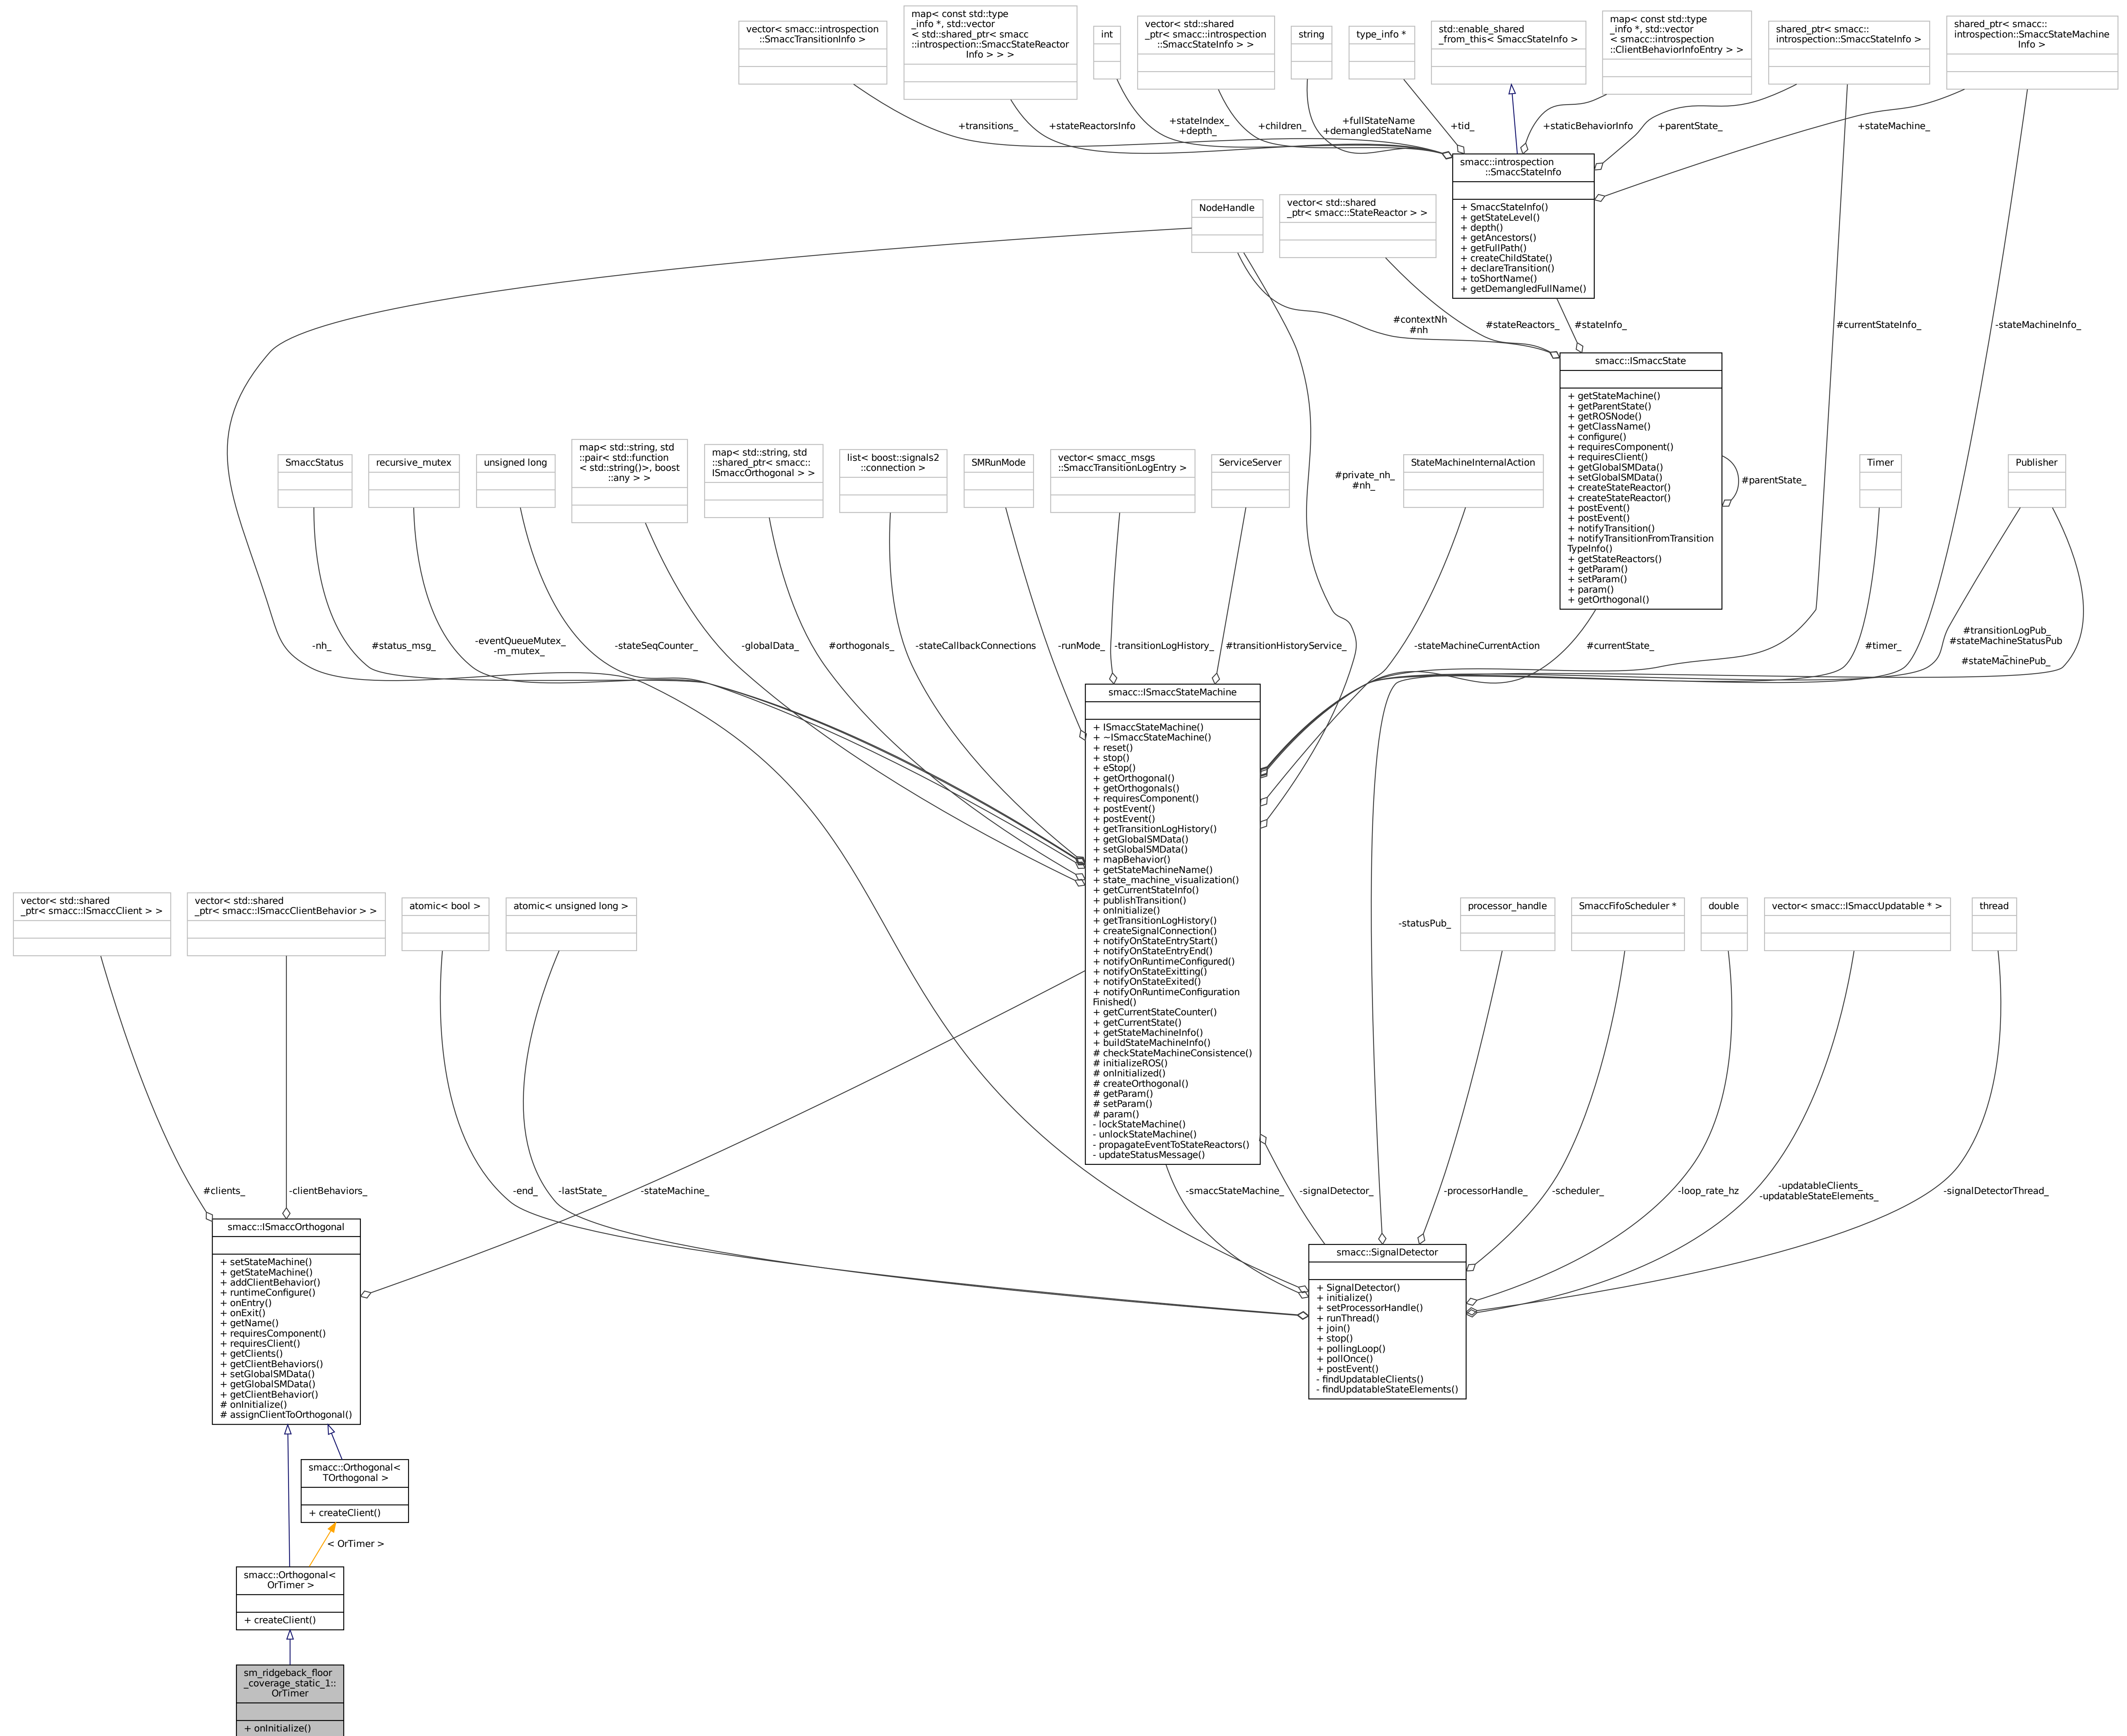 vector< smacc::introspection
::SmaccTransitionInfo >
map< const std::type
_info *, std::vector
< std::shared_ptr< smacc
::introspection::SmaccStateReactor
Info > > >
int
vector< std::shared
_ptr< smacc::introspection
::SmaccStateInfo > >
string
type_info *
std::enable_shared
_from_this< SmaccStateInfo >
map< const std::type
_info *, std::vector
< smacc::introspection
::ClientBehaviorInfoEntry > >
shared_ptr< smacc::
introspection::SmaccStateInfo >
shared_ptr< smacc::
introspection::SmaccStateMachine
Info >
+transitions_
+stateReactorsInfo
+stateIndex_
+depth_
+children_
+fullStateName
+demangledStateName
+tid_
+staticBehaviorInfo
+parentState_
+stateMachine_
smacc::introspection
::SmaccStateInfo
+ SmaccStateInfo()
+ getStateLevel()
+ depth()
+ getAncestors()
+ getFullPath()
+ createChildState()
+ declareTransition()
+ toShortName()
+ getDemangledFullName()
NodeHandle
vector< std::shared
_ptr< smacc::StateReactor > >
#contextNh
#nh
#stateReactors_
#stateInfo_
#currentStateInfo_
-stateMachineInfo_
smacc::ISmaccState
+ getStateMachine()
+ getParentState()
+ getROSNode()
+ getClassName()
+ configure()
+ requiresComponent()
+ requiresClient()
+ getGlobalSMData()
+ setGlobalSMData()
+ createStateReactor()
+ createStateReactor()
+ postEvent()
+ postEvent()
+ notifyTransition()
+ notifyTransitionFromTransition
TypeInfo()
+ getStateReactors()
+ getParam()
+ setParam()
+ param()
+ getOrthogonal()
#parentState_
SmaccStatus
recursive_mutex
unsigned long
map< std::string, std
::pair< std::function
< std::string()>, boost
::any > >
map< std::string, std
::shared_ptr< smacc::
ISmaccOrthogonal > >
list< boost::signals2
::connection >
SMRunMode
vector< smacc_msgs
::SmaccTransitionLogEntry >
ServiceServer
#private_nh_
#nh_
StateMachineInternalAction
Timer
Publisher
-nh_
#status_msg_
-eventQueueMutex_
-m_mutex_
-stateSeqCounter_
-globalData_
#orthogonals_
-stateCallbackConnections
-runMode_
-transitionLogHistory_
#transitionHistoryService_
-stateMachineCurrentAction
#currentState_
#timer_
#transitionLogPub_
#stateMachineStatusPub
_
#stateMachinePub_
smacc::ISmaccStateMachine
+ ISmaccStateMachine()
+ ~ISmaccStateMachine()
+ reset()
+ stop()
+ eStop()
+ getOrthogonal()
+ getOrthogonals()
+ requiresComponent()
+ postEvent()
+ postEvent()
+ getTransitionLogHistory()
+ getGlobalSMData()
+ setGlobalSMData()
+ mapBehavior()
+ getStateMachineName()
+ state_machine_visualization()
+ getCurrentStateInfo()
+ publishTransition()
+ onInitialize()
+ getTransitionLogHistory()
+ createSignalConnection()
+ notifyOnStateEntryStart()
+ notifyOnStateEntryEnd()
+ notifyOnRuntimeConfigured()
+ notifyOnStateExitting()
+ notifyOnStateExited()
+ notifyOnRuntimeConfiguration
Finished()
+ getCurrentStateCounter()
+ getCurrentState()
+ getStateMachineInfo()
+ buildStateMachineInfo()
# checkStateMachineConsistence()
# initializeROS()
# onInitialized()
# createOrthogonal()
# getParam()
# setParam()
# param()
- lockStateMachine()
- unlockStateMachine()
- propagateEventToStateReactors()
- updateStatusMessage()
vector< std::shared
_ptr< smacc::ISmaccClient > >
vector< std::shared
_ptr< smacc::ISmaccClientBehavior > >
atomic< bool >
atomic< unsigned long >
-statusPub_
processor_handle
SmaccFifoScheduler *
double
vector< smacc::ISmaccUpdatable * >
thread
#clients_
-clientBehaviors_
-end_
-lastState_
-stateMachine_
-smaccStateMachine_
-signalDetector_
-processorHandle_
-scheduler_
-loop_rate_hz
-updatableClients_
-updatableStateElements_
-signalDetectorThread_
smacc::ISmaccOrthogonal
+ setStateMachine()
+ getStateMachine()
+ addClientBehavior()
+ runtimeConfigure()
+ onEntry()
+ onExit()
+ getName()
+ requiresComponent()
+ requiresClient()
+ getClients()
+ getClientBehaviors()
+ setGlobalSMData()
+ getGlobalSMData()
+ getClientBehavior()
# onInitialize()
# assignClientToOrthogonal()
smacc::SignalDetector
+ SignalDetector()
+ initialize()
+ setProcessorHandle()
+ runThread()
+ join()
+ stop()
+ pollingLoop()
+ pollOnce()
+ postEvent()
- findUpdatableClients()
- findUpdatableStateElements()
smacc::Orthogonal<
TOrthogonal >
+ createClient()
< OrTimer >
smacc::Orthogonal<
OrTimer >
+ createClient()
sm_ridgeback_floor
_coverage_static_1::
OrTimer
+ onInitialize()